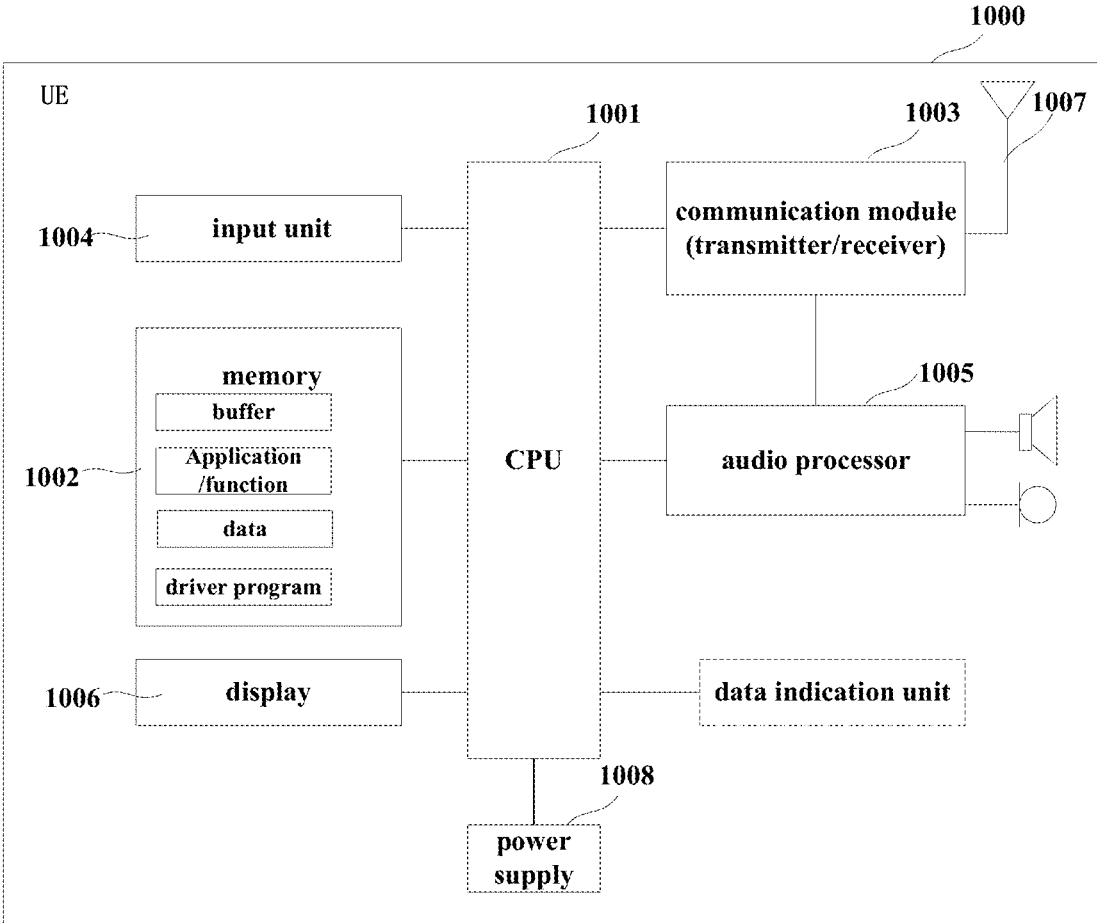 1000
UE
1001
1003
1007
1004
input unit
communication module
(transmitter/receiver)
memory
buffer
1002
Application
/function
data
driver program
CPU
1005
audio processor
1006
display
data indication unit
1008
power
supply